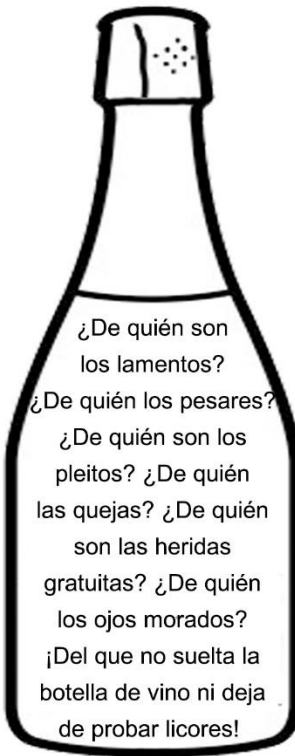 ¿De quién son
los lamentos?
¿De quién los pesares?
¿De quién son los
pleitos? ¿De quién
las quejas? ¿De quién
son las heridas
gratuitas? ¿De quién
los ojos morados?
¡Del que no suelta la
botella de vino ni deja
de probar licores!